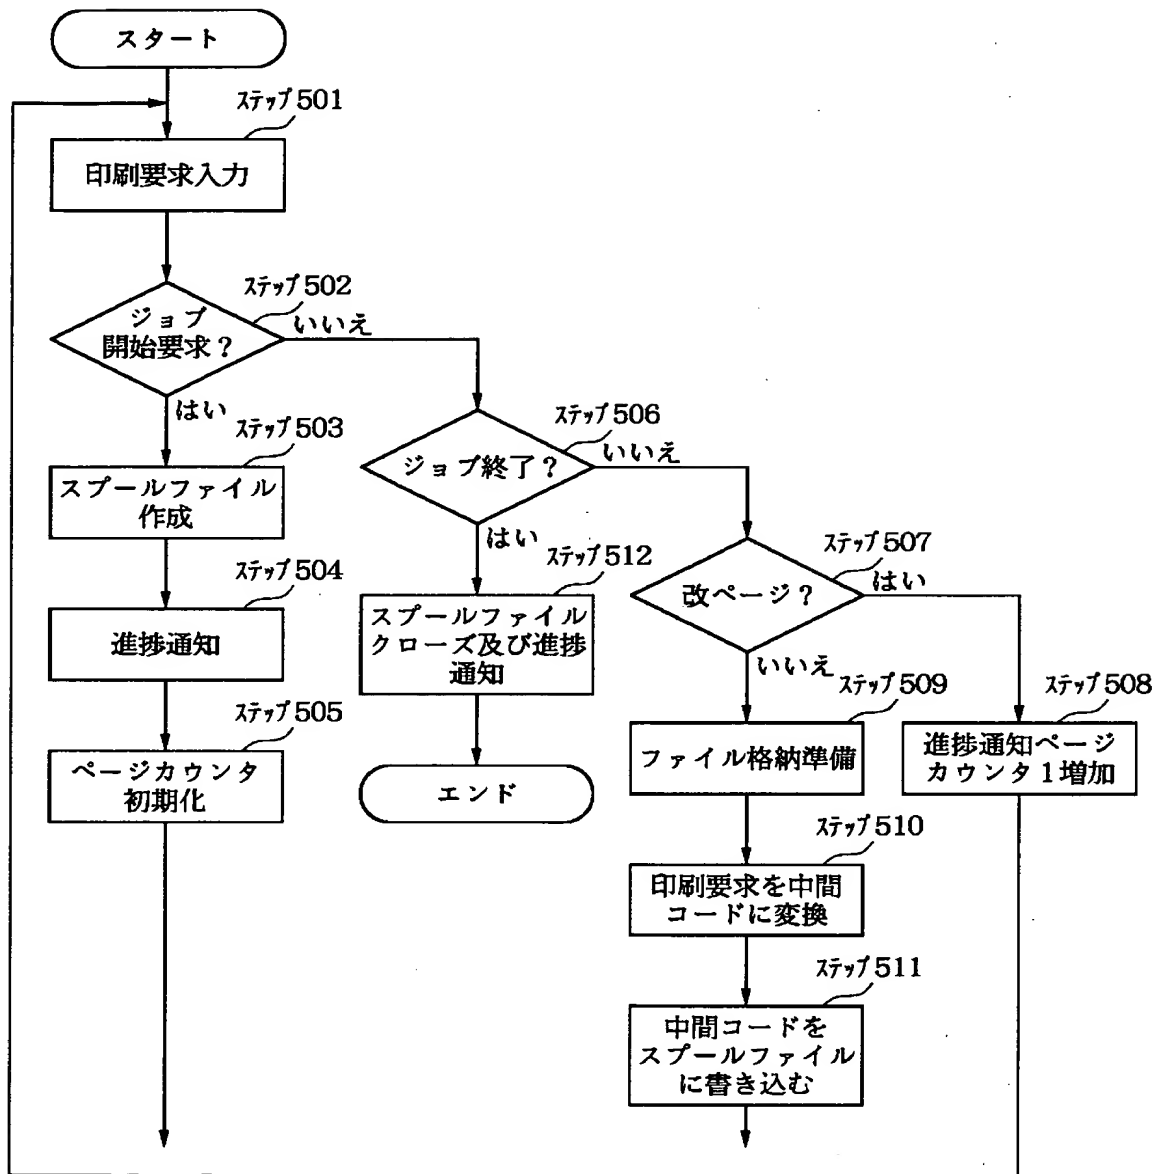 スタート
ステップ501
印刷要求入力
ステップ502
ジョブ
開始要求?
いいえ
はい
ステップ503
スプールファイル
作成
ステップ504
進捗通知
ステップ505
ページカウンタ
初期化
ステップ506
ジョブ終了?
いいえ
はい
ステップ512
スプールファイル
クローズ及び進捗
通知
エンド
ステップ507
改ページ?
はい
いいえ
ステップ509
ファイル格納準備
ステップ508
進捗通知ページ
カウンタ1増加
ステップ510
印刷要求を中間
コードに変換
ステップ511
中間コードを
スプールファイル
に書き込む